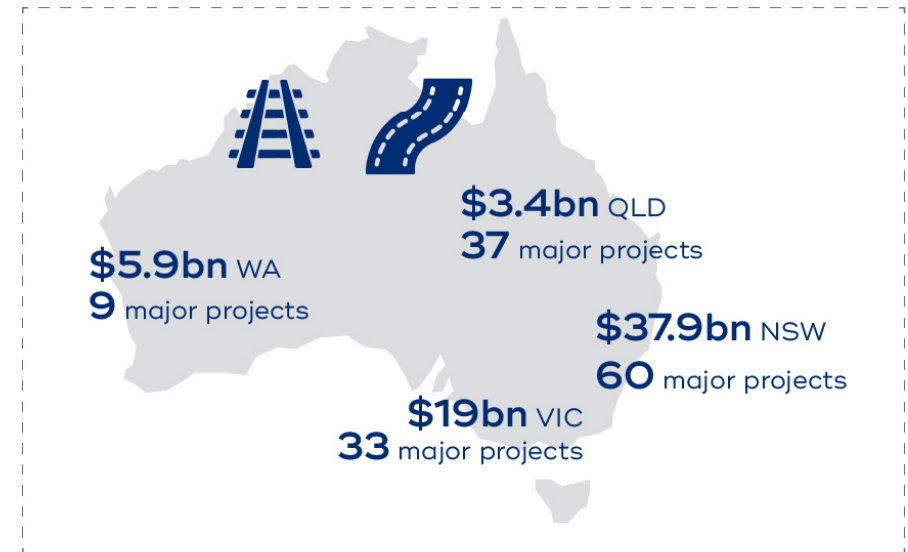 $3.4bn QLD
37 major projects
$5.9bn WA
9 major projects
$37.9bn NSW
60 major projects
$19bn VIC
33 major projects